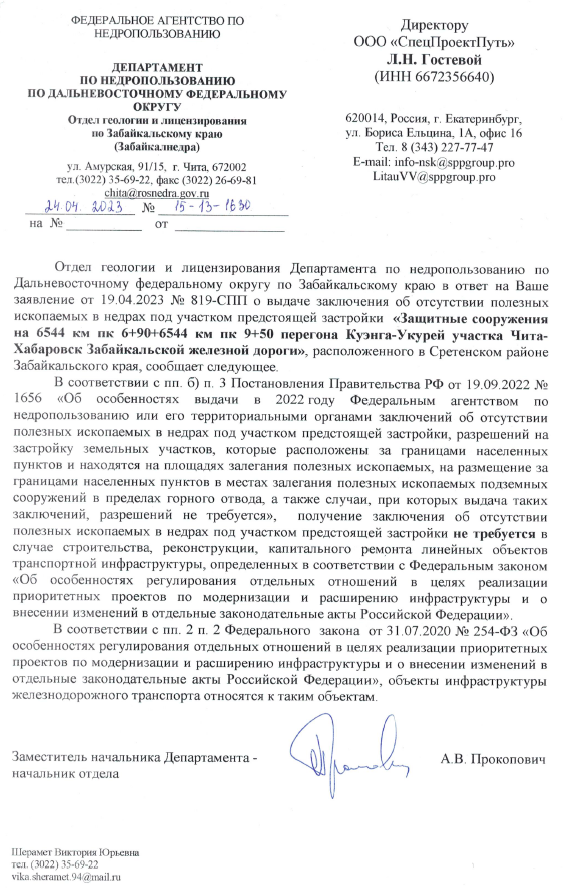 ФЕДЕРАЛЬНОЕ АГЕНТСТВО ПО
НЕДРОПОЛЬЗОВАНИЮ
ДЕПАРТАМЕНТ
ПО НЕДРОПОЛЬЗОВАНИЮ
ПО ДАЛЬНЕВОСТОЧНОМУ ФЕДЕРАЛЬНОМУ
ОКРУГУ
Отдел геологии и лицензирования
по Забайкальскому краю
(Забайкалнедра)
ул. Амурская, 91/15, г. Чита, 672002
тел.(3022) 35-69-22, факс (3022) 26-69-81
chita@rosnedra.gov.ru
24.04.2023 № 15-13-1630
на № от
Директору
ООО «СпецПроектПуть»
Л.Н. Гостевой
(ИНН 6672356640)
620014, Россия, г. Екатеринбург,
ул. Бориса Ельцина, 1А, офис 16
Тел. 8 (343) 227-77-47
E-mail: info-nsk@sppgroup.pro
LitauVV@sppgroup.pro
Отдел геологии и лицензирования Департамента по недропользованию по
Дальневосточному федеральному округу по Забайкальскому краю в ответ на Ваше
заявление от 19.04.2023 № 819-СПП о выдаче заключения об отсутствии полезных
ископаемых в недрах под участком предстоящей застройки «Защитные сооружения
на 6544 км пк 6+90+6544 км пк 9+50 перегона Куэнга-Укурей участка Чита-
Хабаровск Забайкальской железной дороги», расположенного в Сретенском районе
Забайкальского края, сообщает следующее.
В соответствии с пп. б) п. 3 Постановления Правительства РФ от 19.09.2022 №
1656 «Об особенностях выдачи в 2022 году Федеральным агентством по
недропользованию или его территориальными органами заключений об отсутствии
полезных ископаемых в недрах под участком предстоящей застройки, разрешений на
застройку земельных участков, которые расположены за границами населенных
пунктов и находятся на площадях залегания полезных ископаемых, на размещение за
границами населенных пунктов в местах залегания полезных ископаемых подземных
сооружений в пределах горного отвода, а также случаи, при которых выдача таких
заключений, разрешений не требуется», получение заключения об отсутствии
полезных ископаемых в недрах под участком предстоящей застройки не требуется в
случае строительства, реконструкции, капитального ремонта линейных объектов
транспортной инфраструктуры, определенных в соответствии с Федеральным законом
«Об особенностях регулирования отдельных отношений в целях реализации
приоритетных проектов по модернизации и расширению инфраструктуры и о
внесении изменений в отдельные законодательные акты Российской Федерации».
В соответствии с пп. 2 п. 2 Федерального закона от 31.07.2020 № 254-ФЗ «Об
особенностях регулирования отдельных отношений в целях реализации приоритетных
проектов по модернизации и расширению инфраструктуры и о внесении изменений в
отдельные законодательные акты Российской Федерации», объекты инфраструктуры
железнодорожного транспорта относятся к таким объектам.
Заместитель начальника Департамента -
начальник отдела
А.В. Прокопович
Шерамет Виктория Юрьевна
тел. (3022) 35-69-22
vika.sheramet.94@mail.ru